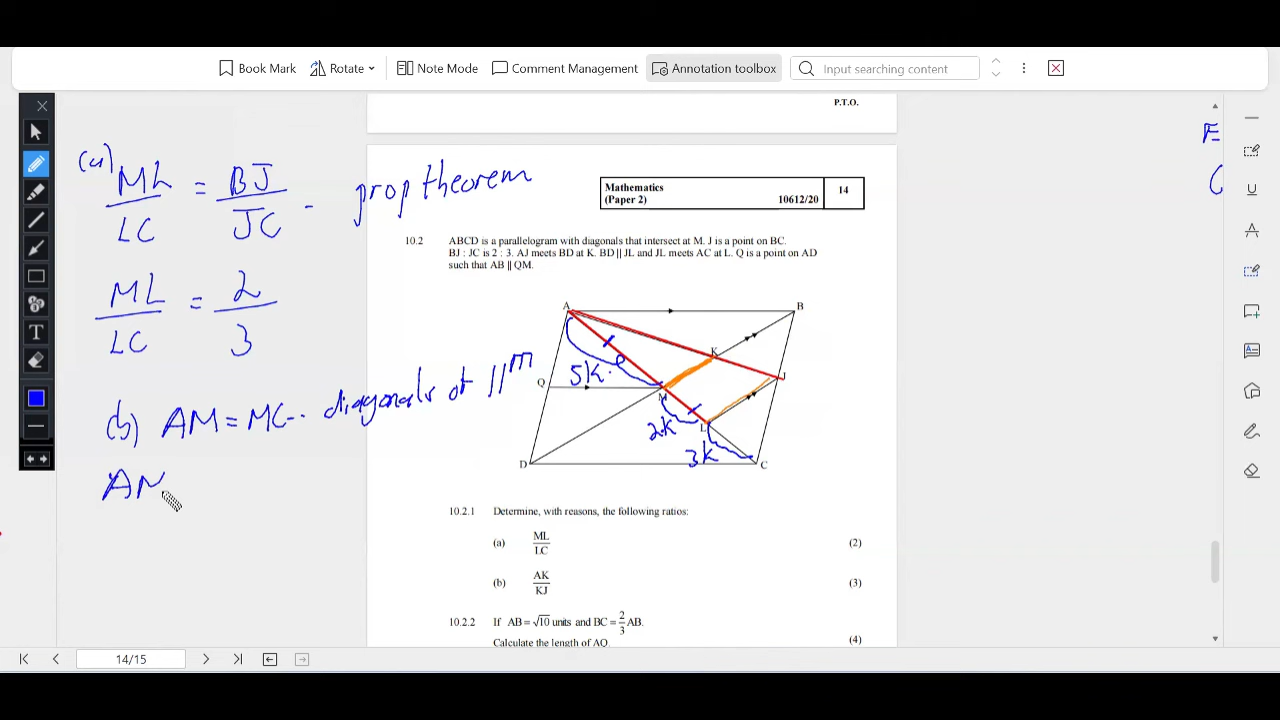 Book Mark Rotate Note Mode Comment Management Annotation toolbox Input searching content
P.T.O.
(a) ML/LC = BJ/JC - prop theorem
ML/LC = 2/3
(b) AM = MC - diagonals of ||m
AM
Mathematics
(Paper 2) 10612/20
14
10.2 ABCD is a parallelogram with diagonals that intersect at M. J is a point on BC.
BJ : JC is 2 : 3. AJ meets BD at K. BD || JL and JL meets AC at L. Q is a point on AD
such that AB || QM.
A B
K
J
Q M
L
D C
5k
2k
3k
10.2.1 Determine, with reasons, the following ratios:
(a) ML/LC (2)
(b) AK/KJ (3)
10.2.2 If AB = √10 units and BC = 2/3 AB.
Calculate the length of AQ. (4)
14/15